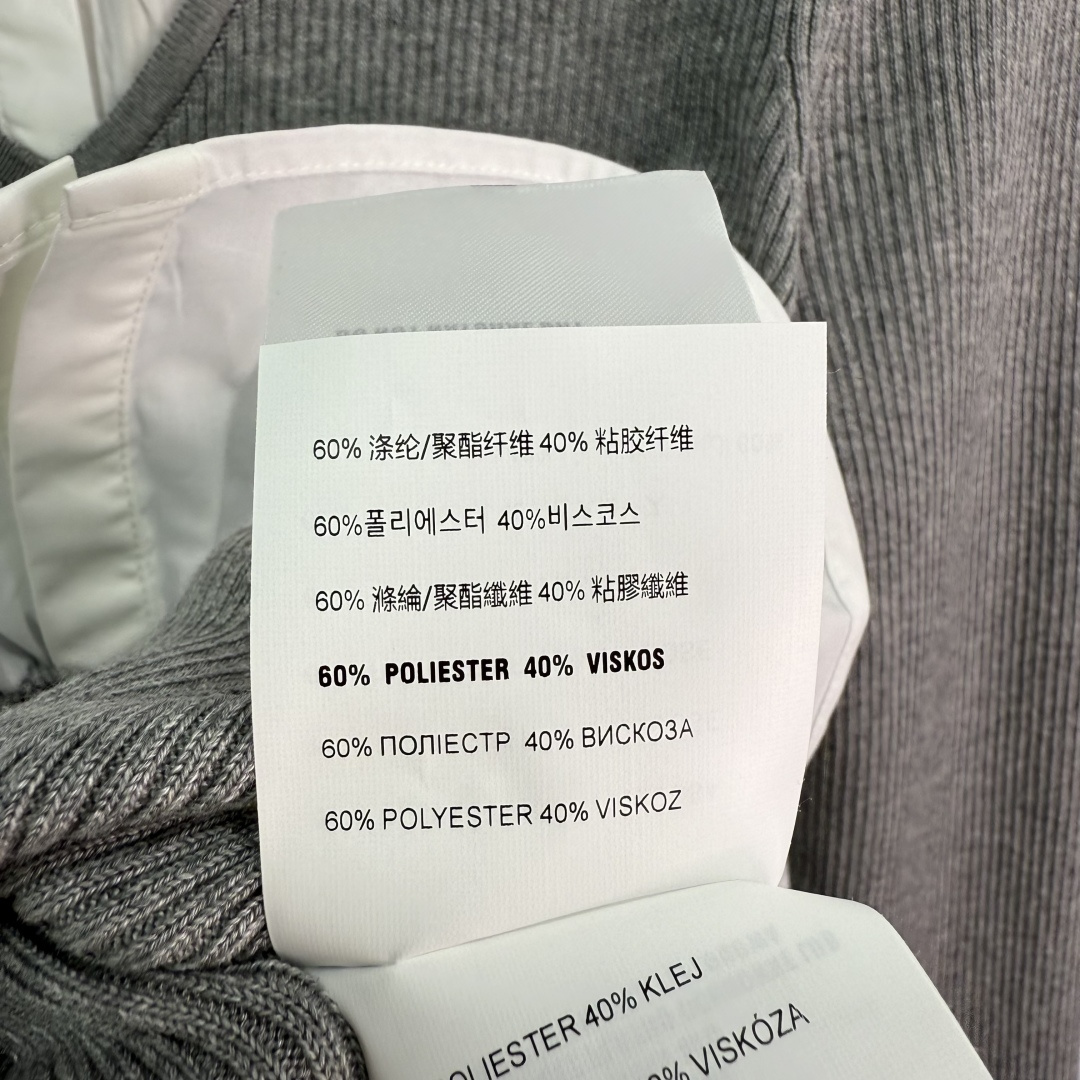 60% 涤纶/聚酯纤维 40% 粘胶纤维
60%폴리에스터 40%비스코스
60% 滌綸/聚酯纖維 40% 粘膠纖維
60% POLIESTER 40% VISKOS
60% ПОЛІЕСТР 40% ВИСКОЗА
60% POLYESTER 40% VISKOZ
OLIESTER 40% KLEJ
0% VISKÓZA